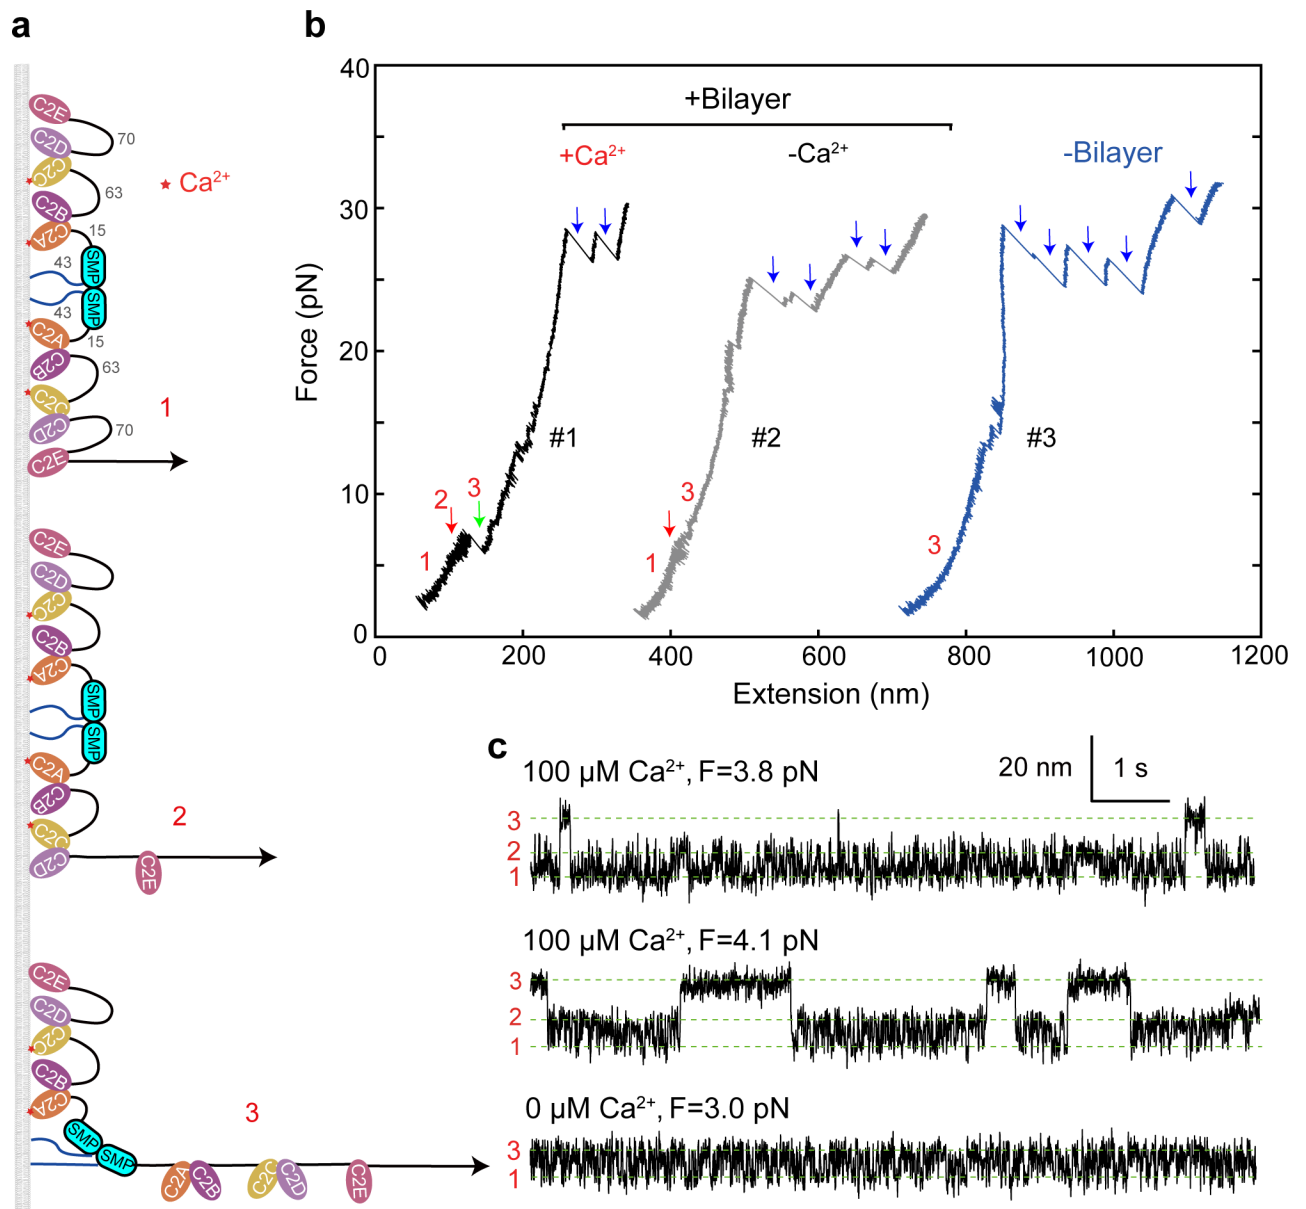 a
C2E
C2D
70
C2C
Ca²⁺
C2B
63
C2A
15
SMP
43
SMP
43
C2A
15
C2B
63
C2C
1
C2D
70
C2E
C2E
C2D
C2C
C2B
C2A
SMP
SMP
C2A
C2B
2
C2C
C2D
C2E
C2E
C2D
C2C
C2B
C2A
3
SMP
SMP
C2A
C2B
C2C
C2D
C2E
b
40
30
20
10
0
Force (pN)
+Bilayer
+Ca²⁺
-Ca²⁺
-Bilayer
#1
#2
#3
2
3
1
3
1
3
0
200
400
600
800
1000
1200
Extension (nm)
c
100 µM Ca²⁺, F=3.8 pN
20 nm
1 s
3
2
1
100 µM Ca²⁺, F=4.1 pN
3
2
1
0 µM Ca²⁺, F=3.0 pN
3
1